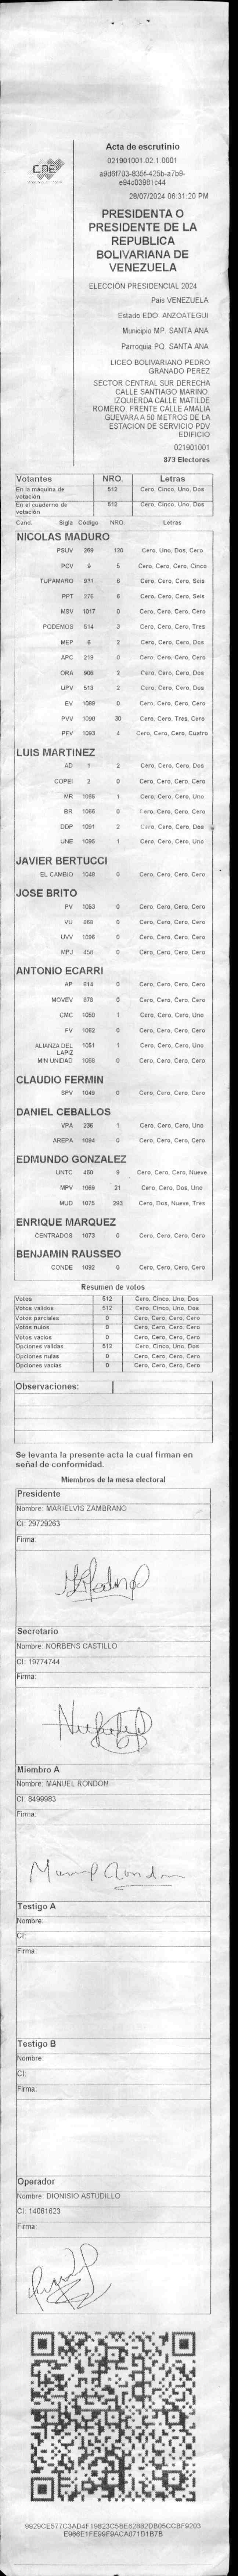 CNE
Acta de escrutinio
021901001.02.1.0001
28/07/2024 06:31:20 PM
PRESIDENTA O
PRESIDENTE DE LA
REPUBLICA
BOLIVARIANA DE
VENEZUELA
ELECCIÓN PRESIDENCIAL 2024
País VENEZUELA
Estado EDO. ANZOATEGUI
Municipio MP. SANTA ANA
Parroquia PQ. SANTA ANA
LICEO BOLIVARIANO PEDRO
GRANADO PEREZ
SECTOR CENTRAL SUR DERECHA
CALLE SANTIAGO MARINO.
IZQUIERDA CALLE MATILDE
ROMERO. FRENTE CALLE AMALIA
GUEVARA A 50 METROS DE LA
ESTACION DE SERVICIO PDV
EDIFICIO
021901001
873 Electores
Votantes NRO. Letras
En la máquina de votación 512 Cero, Cinco, Uno, Dos
En el cuaderno de votación 512 Cero, Cinco, Uno, Dos
Cand. Sigla Código NRO. Letras
NICOLAS MADURO
PSUV 269 120 Cero, Uno, Dos, Cero
PCV 9 5 Cero, Cero, Cero, Cinco
TUPAMARO 971 6 Cero, Cero, Cero, Seis
PPT 276 6 Cero, Cero, Cero, Seis
MSV 1017 0 Cero, Cero, Cero, Cero
PODEMOS 514 3 Cero, Cero, Cero, Tres
MEP 6 2 Cero, Cero, Cero, Dos
APC 219 0 Cero, Cero, Cero, Cero
ORA 906 2 Cero, Cero, Cero, Dos
UPV 513 2 Cero, Cero, Cero, Dos
EV 1089 0 Cero, Cero, Cero, Cero
PVV 1090 30 Cero, Cero, Tres, Cero
PFV 1093 4 Cero, Cero, Cero, Cuatro
LUIS MARTINEZ
AD 1 2 Cero, Cero, Cero, Dos
COPEI 2 0 Cero, Cero, Cero, Cero
MR 1055 1 Cero, Cero, Cero, Uno
BR 1066 0 Cero, Cero, Cero, Cero
DDP 1091 2 Cero, Cero, Cero, Dos
UNE 1095 1 Cero, Cero, Cero, Uno
JAVIER BERTUCCI
EL CAMBIO 1048 0 Cero, Cero, Cero, Cero
JOSE BRITO
PV 1053 0 Cero, Cero, Cero, Cero
VU 868 0 Cero, Cero, Cero, Cero
UVV 1096 0 Cero, Cero, Cero, Cero
MPJ 450 0 Cero, Cero, Cero, Cero
ANTONIO ECARRI
AP 814 0 Cero, Cero, Cero, Cero
MOVEV 878 0 Cero, Cero, Cero, Cero
CMC 1050 1 Cero, Cero, Cero, Uno
FV 1062 0 Cero, Cero, Cero, Cero
ALIANZA DEL LAPIZ 1051 1 Cero, Cero, Cero, Uno
MIN UNIDAD 1068 0 Cero, Cero, Cero, Cero
CLAUDIO FERMIN
SPV 1049 0 Cero, Cero, Cero, Cero
DANIEL CEBALLOS
VPA 236 1 Cero, Cero, Cero, Uno
AREPA 1084 0 Cero, Cero, Cero, Cero
EDMUNDO GONZALEZ
UNTC 460 9 Cero, Cero, Cero, Nueve
MPV 1069 21 Cero, Cero, Dos, Uno
MUD 1075 293 Cero, Dos, Nueve, Tres
ENRIQUE MARQUEZ
CENTRADOS 1073 0 Cero, Cero, Cero, Cero
BENJAMIN RAUSSEO
CONDE 1092 0 Cero, Cero, Cero, Cero
Resumen de votos
Votos 512 Cero, Cinco, Uno, Dos
Votos validos 512 Cero, Cinco, Uno, Dos
Votos parciales 0 Cero, Cero, Cero, Cero
Votos nulos 0 Cero, Cero, Cero, Cero
Votos vacios 0 Cero, Cero, Cero, Cero
Opciones validas 512 Cero, Cinco, Uno, Dos
Opciones nulas 0 Cero, Cero, Cero, Cero
Opciones vacias 0 Cero, Cero, Cero, Cero
Observaciones:
Se levanta la presente acta la cual firman en
señal de conformidad.
Miembros de la mesa electoral
Presidente
Nombre: MARIELVIS ZAMBRANO
CI: 29729263
Firma:
Secretario
Nombre: NORBENS CASTILLO
CI: 19774744
Firma:
Miembro A
Nombre: MANUEL RONDON
CI: 8499983
Firma:
Testigo A
Nombre:
CI:
Firma:
Testigo B
Nombre:
CI:
Firma:
Operador
Nombre: DIONISIO ASTUDILLO
CI: 14081623
Firma: